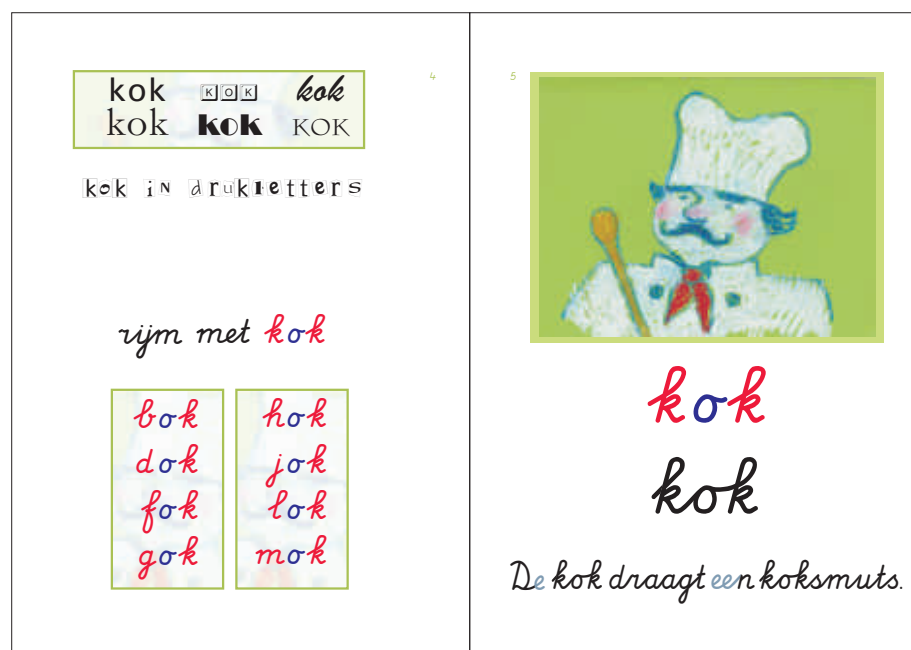 4
kok KOK kok
kok kok KOK
kok iN drukletters
rijm met kok
bok
dok
fok
gok
hok
jok
lok
mok
5
kok
kok
De kok draagt een koksmuts.